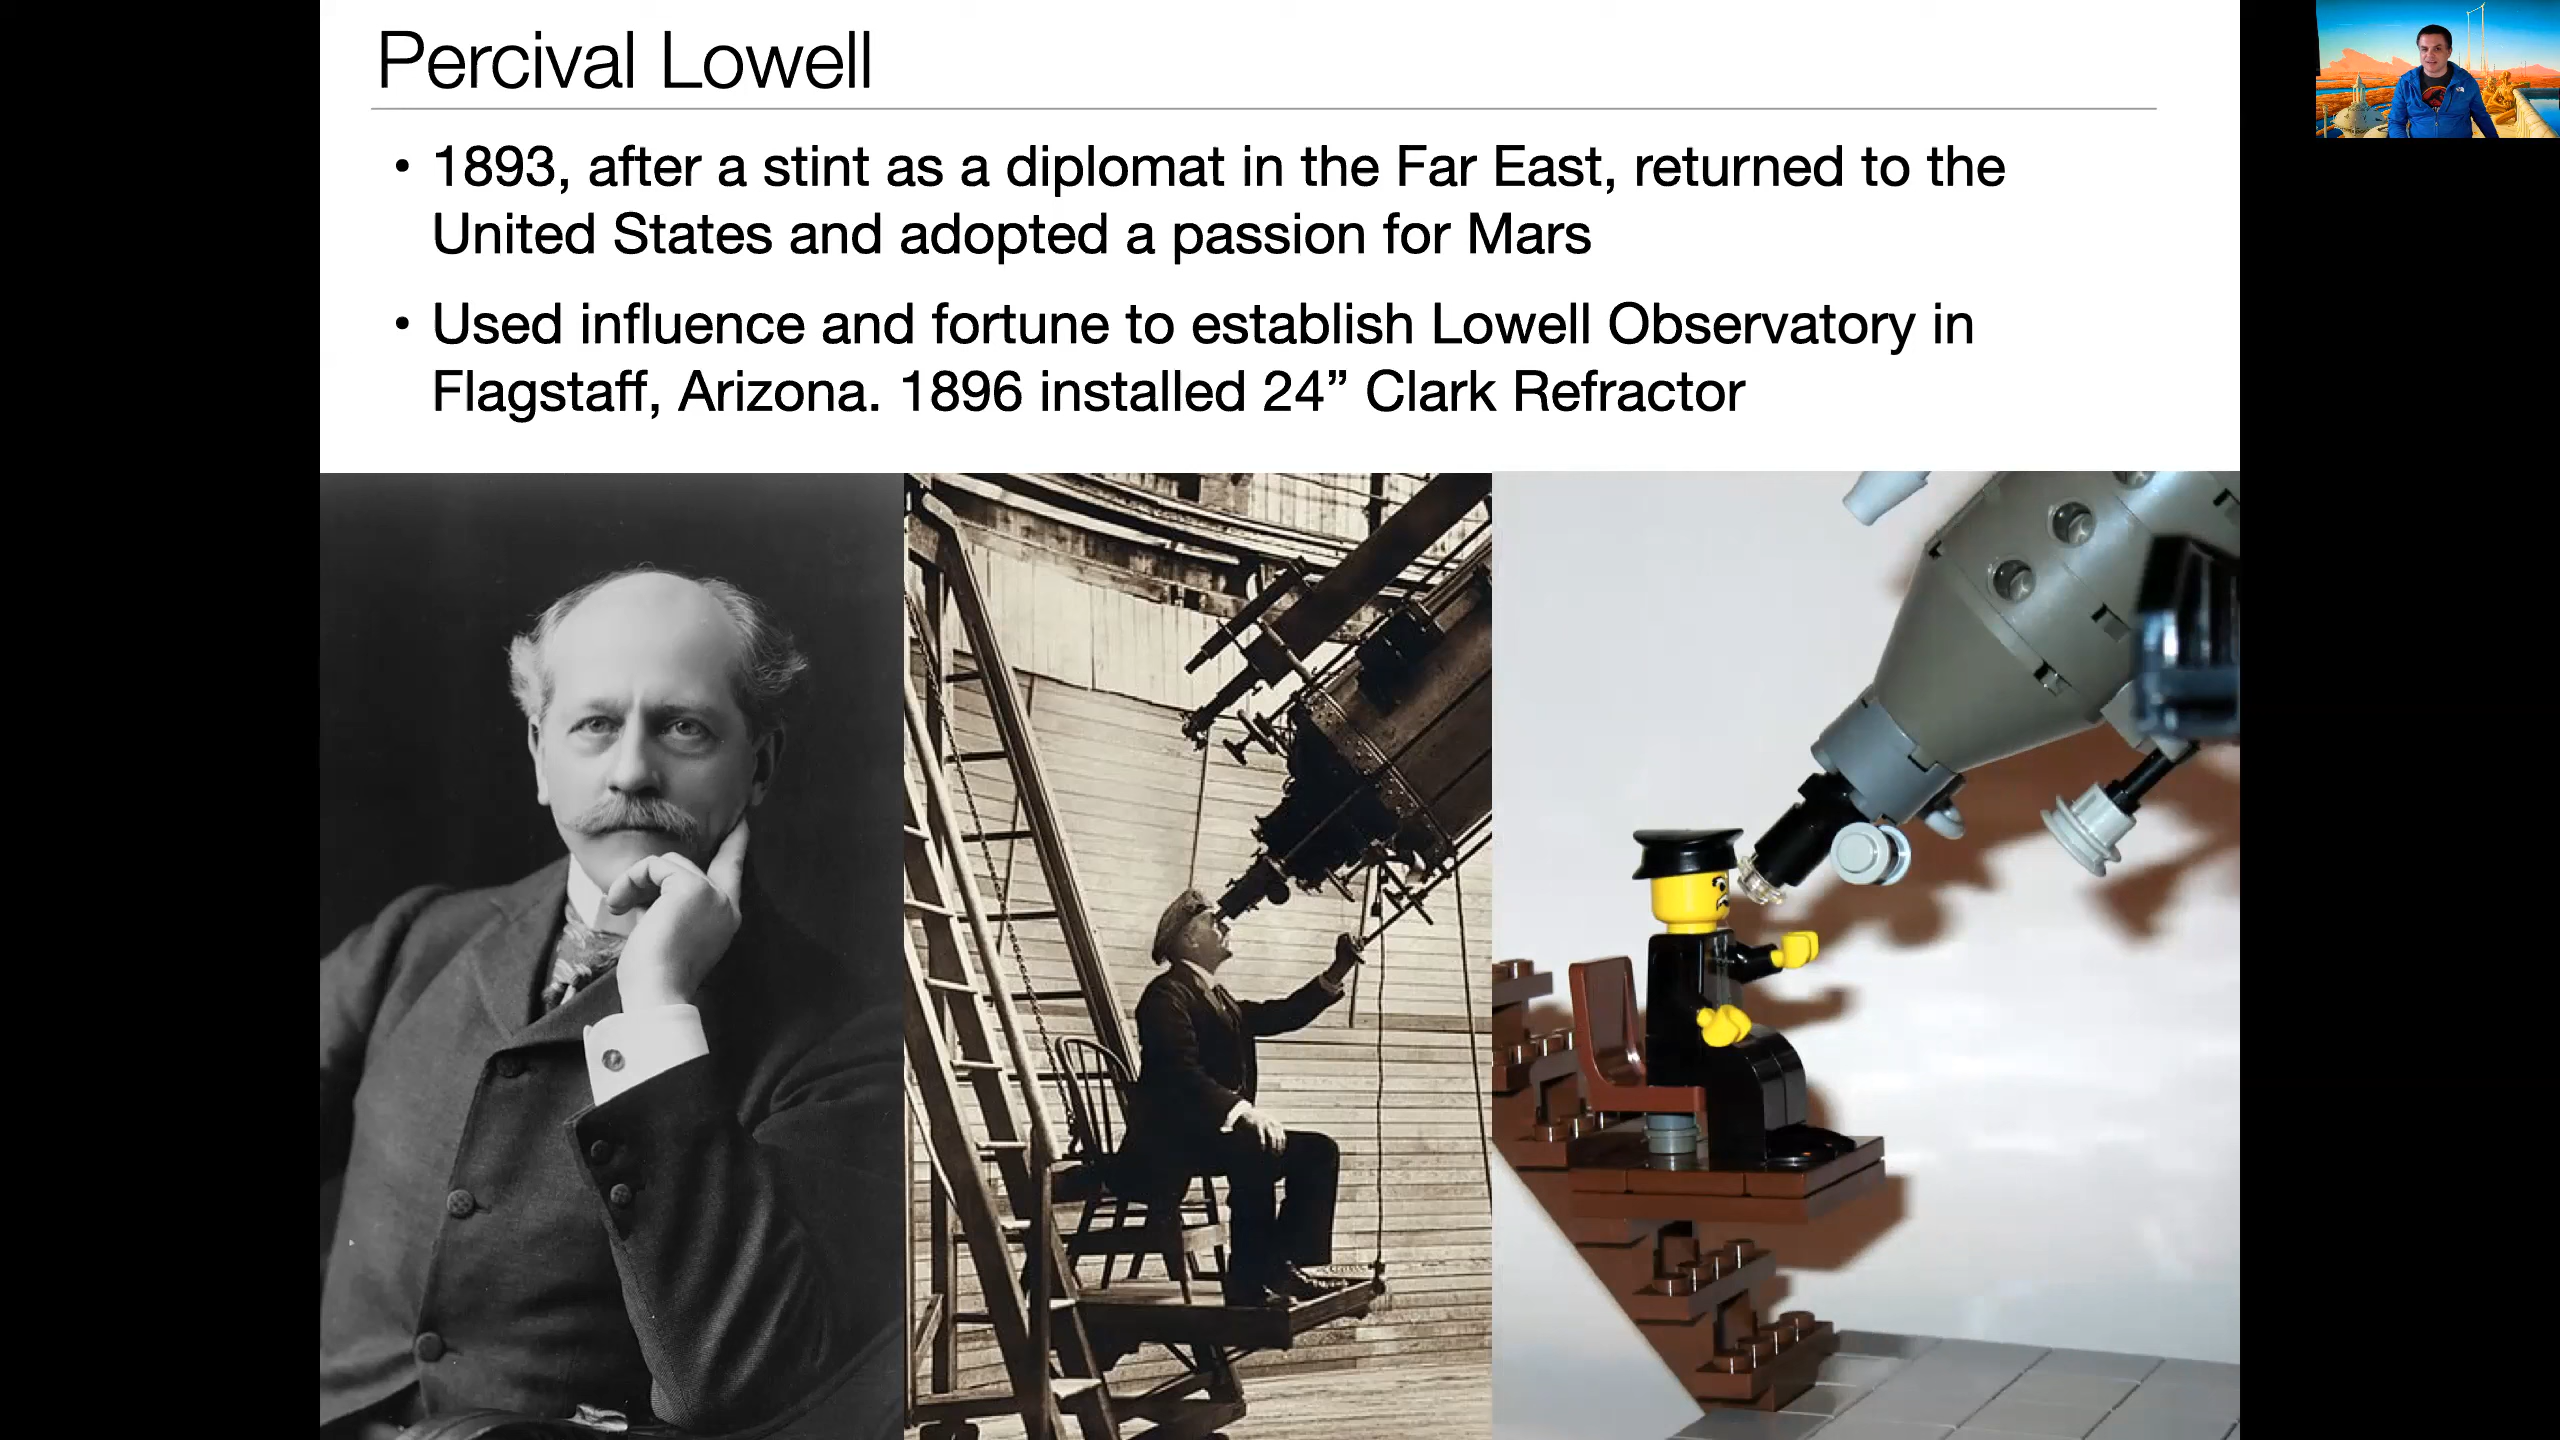 Percival Lowell
• 1893, after a stint as a diplomat in the Far East, returned to the
United States and adopted a passion for Mars
• Used influence and fortune to establish Lowell Observatory in
Flagstaff, Arizona. 1896 installed 24” Clark Refractor